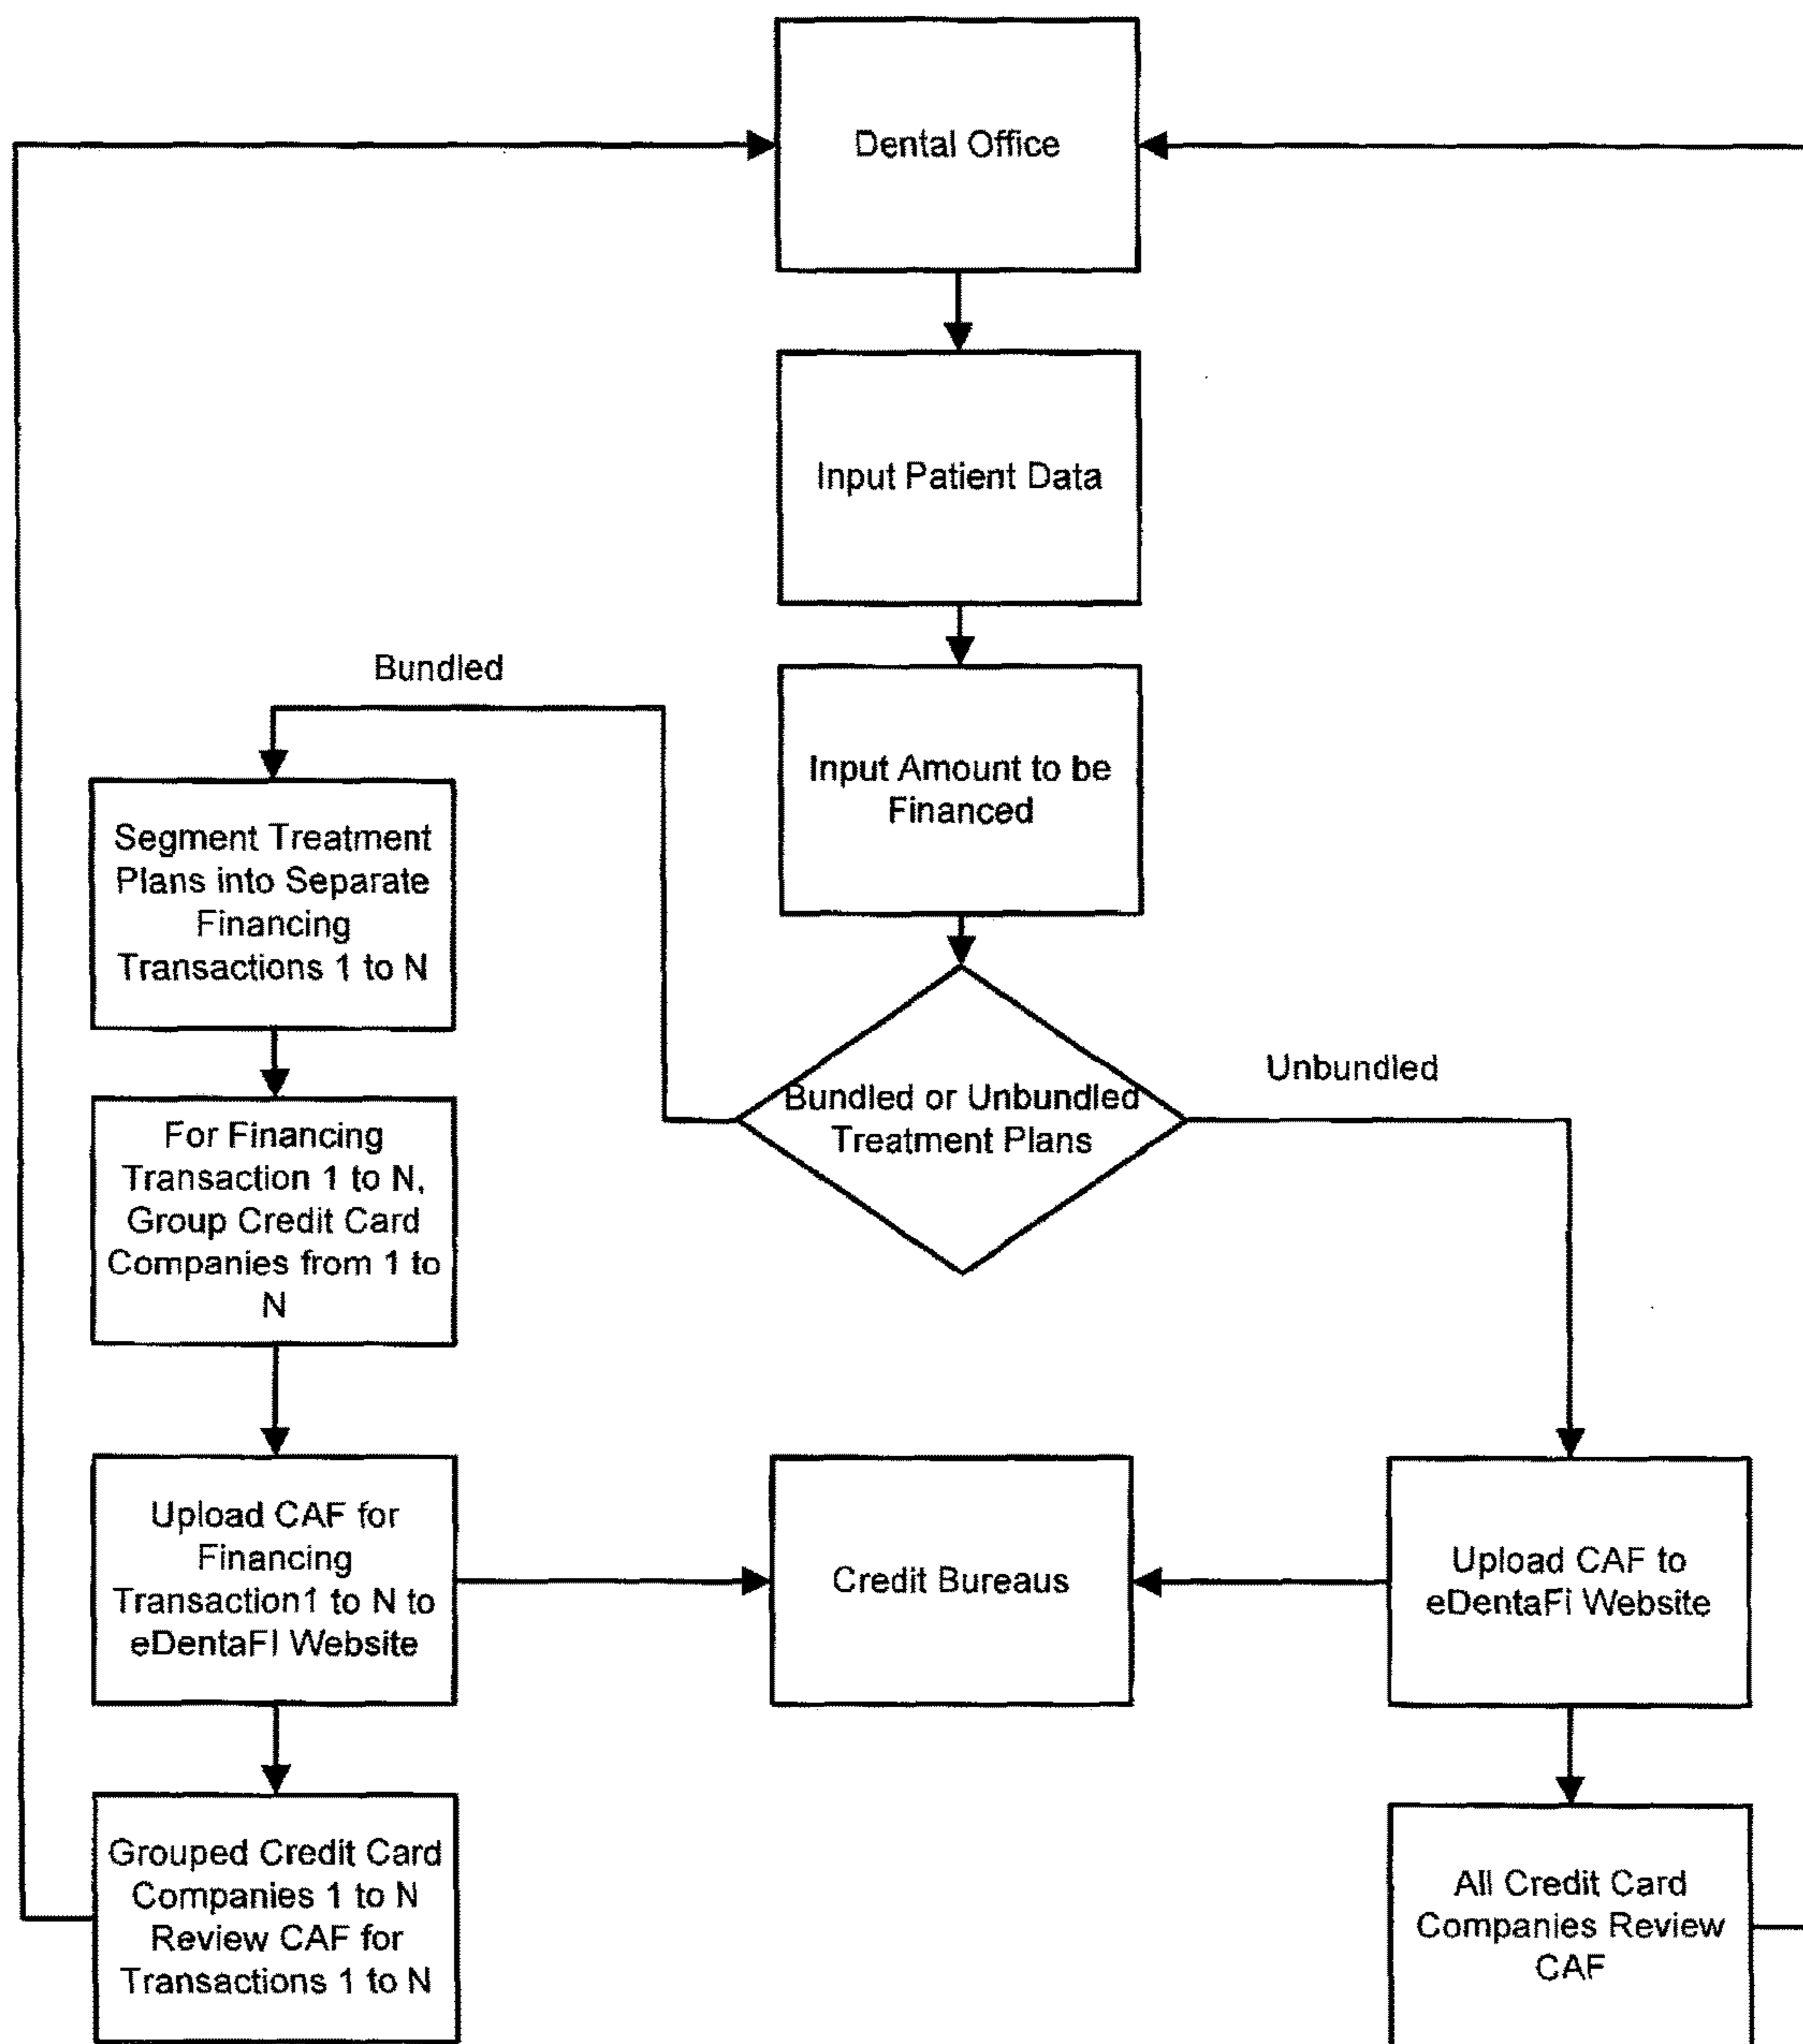 Dental Office
Input Patient Data
Input Amount to be
Financed
Bundled
Segment Treatment
Plans into Separate
Financing
Transactions 1 to N
Bundled or Unbundled
Treatment Plans
Unbundled
For Financing
Transaction 1 to N,
Group Credit Card
Companies from 1 to
N
Upload CAF for
Financing
Transaction1 to N to
eDentaFI Website
Credit Bureaus
Upload CAF to
eDentaFi Website
Grouped Credit Card
Companies 1 to N
Review CAF for
Transactions 1 to N
All Credit Card
Companies Review
CAF